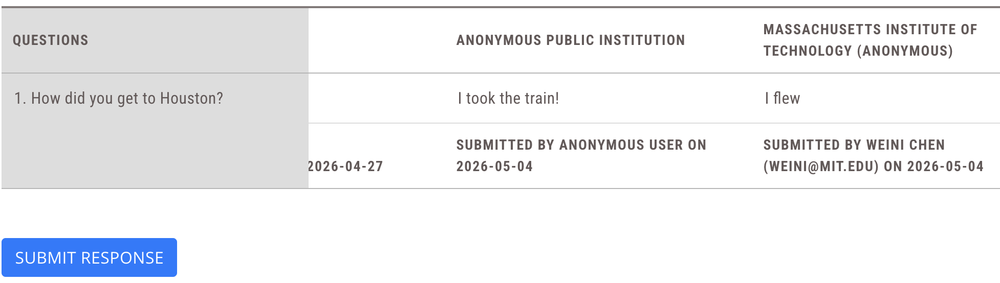 QUESTIONS
ANONYMOUS PUBLIC INSTITUTION
MASSACHUSETTS INSTITUTE OF
TECHNOLOGY (ANONYMOUS)
1. How did you get to Houston?
I took the train!
I flew
2026-04-27
SUBMITTED BY ANONYMOUS USER ON
2026-05-04
SUBMITTED BY WEINI CHEN
(WEINI@MIT.EDU) ON 2026-05-04
SUBMIT RESPONSE